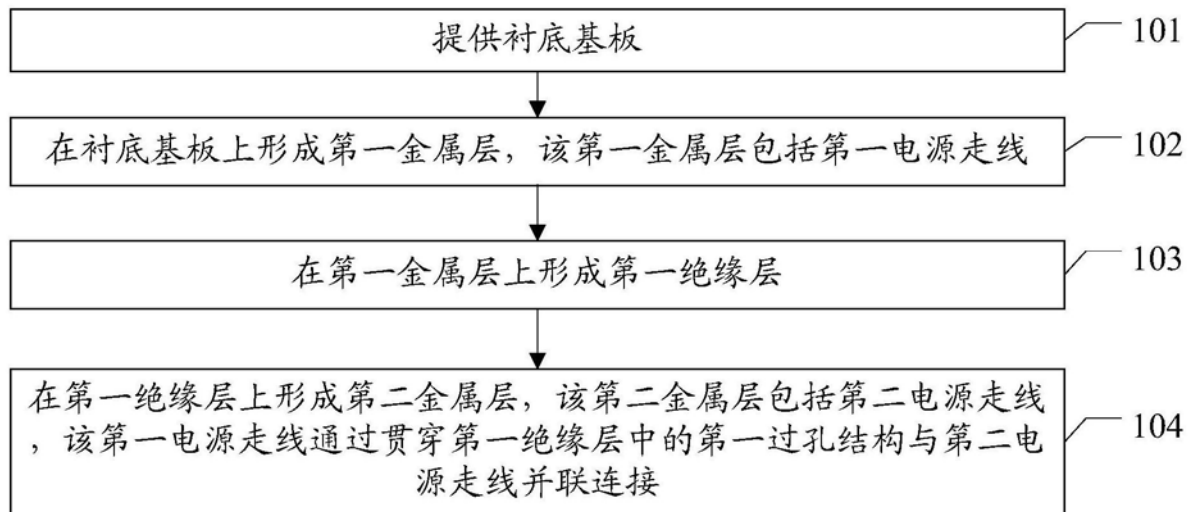 提供衬底基板
101
在衬底基板上形成第一金属层，该第一金属层包括第一电源走线
102
在第一金属层上形成第一绝缘层
103
在第一绝缘层上形成第二金属层，该第二金属层包括第二电源走线
，该第一电源走线通过贯穿第一绝缘层中的第一过孔结构与第二电
源走线并联连接
104